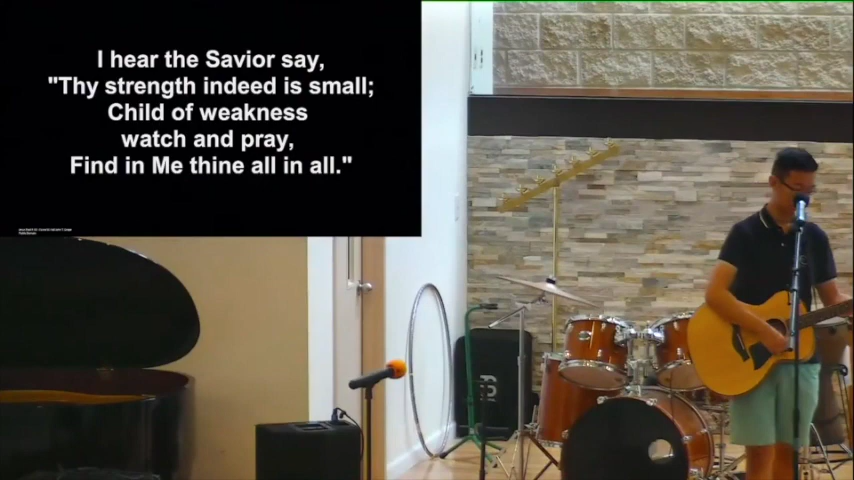 I hear the Savior say,
"Thy strength indeed is small;
Child of weakness
watch and pray,
Find in Me thine all in all."